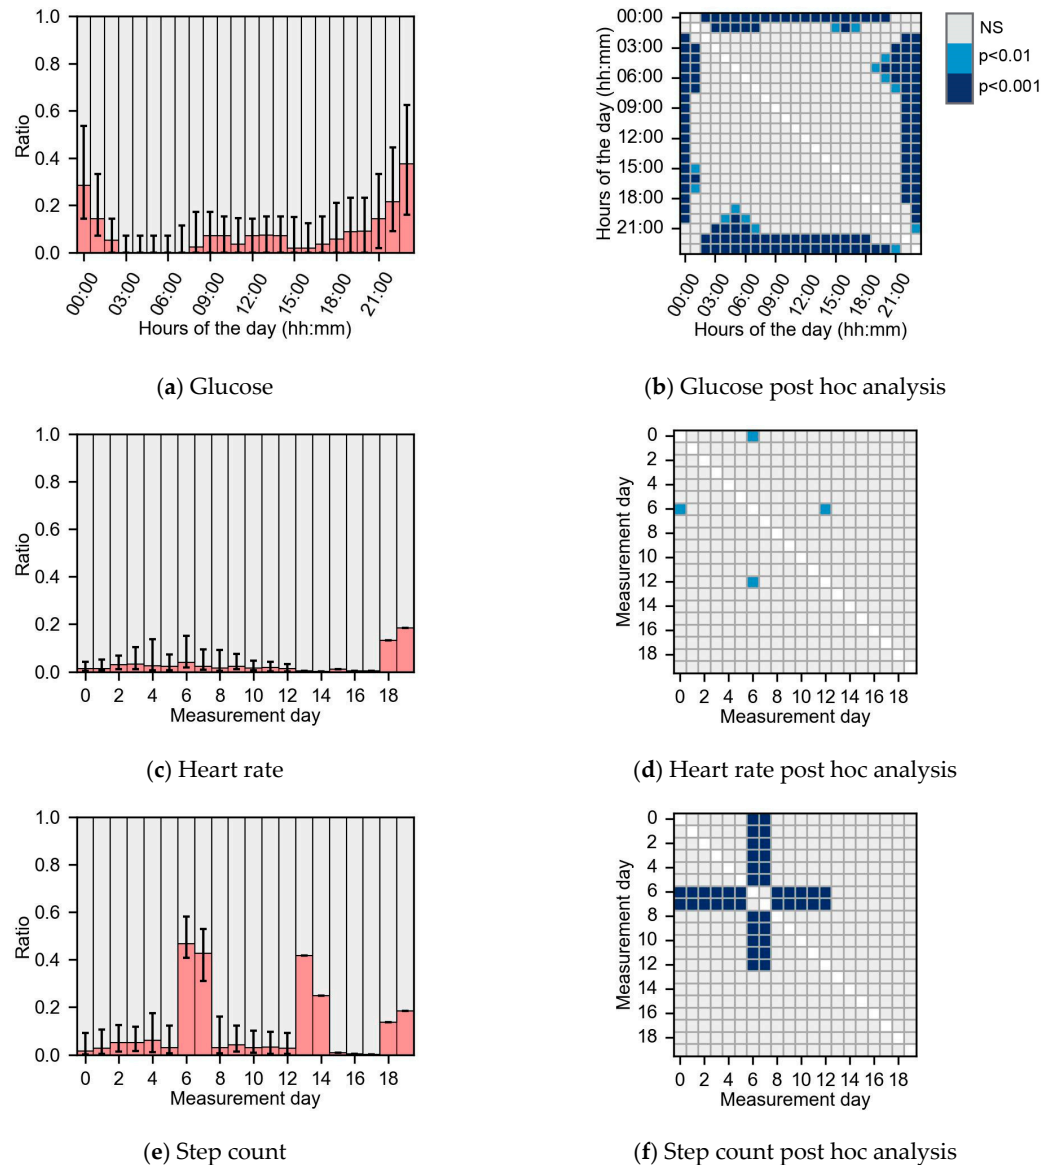 1.0
0.8
0.6
0.4
0.2
0.0
Ratio
00:00 03:00 06:00 09:00 12:00 15:00 18:00 21:00
Hours of the day (hh:mm)
00:00
03:00
06:00
09:00
12:00
15:00
18:00
21:00
Hours of the day (hh:mm)
00:00 03:00 06:00 09:00 12:00 15:00 18:00 21:00
Hours of the day (hh:mm)
NS
p<0.01
p<0.001
(a) Glucose
(b) Glucose post hoc analysis
1.0
0.8
0.6
0.4
0.2
0.0
Ratio
0 2 4 6 8 10 12 14 16 18
Measurement day
0
2
4
6
8
10
12
14
16
18
Measurement day
0 2 4 6 8 10 12 14 16 18
Measurement day
(c) Heart rate
(d) Heart rate post hoc analysis
1.0
0.8
0.6
0.4
0.2
0.0
Ratio
0 2 4 6 8 10 12 14 16 18
Measurement day
0
2
4
6
8
10
12
14
16
18
Measurement day
0 2 4 6 8 10 12 14 16 18
Measurement day
(e) Step count
(f) Step count post hoc analysis